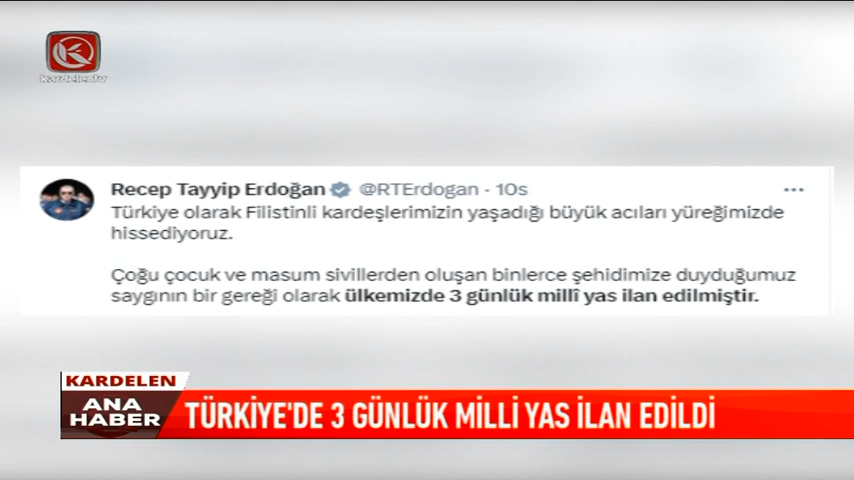 kardelen.tv
Recep Tayyip Erdoğan @RTErdogan · 10s
Türkiye olarak Filistinli kardeşlerimizin yaşadığı büyük acıları yüreğimizde
hissediyoruz.
Çoğu çocuk ve masum sivillerden oluşan binlerce şehidimize duyduğumuz
saygının bir gereği olarak ülkemizde 3 günlük millî yas ilan edilmiştir.
KARDELEN
ANA
HABER
TÜRKİYE'DE 3 GÜNLÜK MİLLİ YAS İLAN EDİLDİ